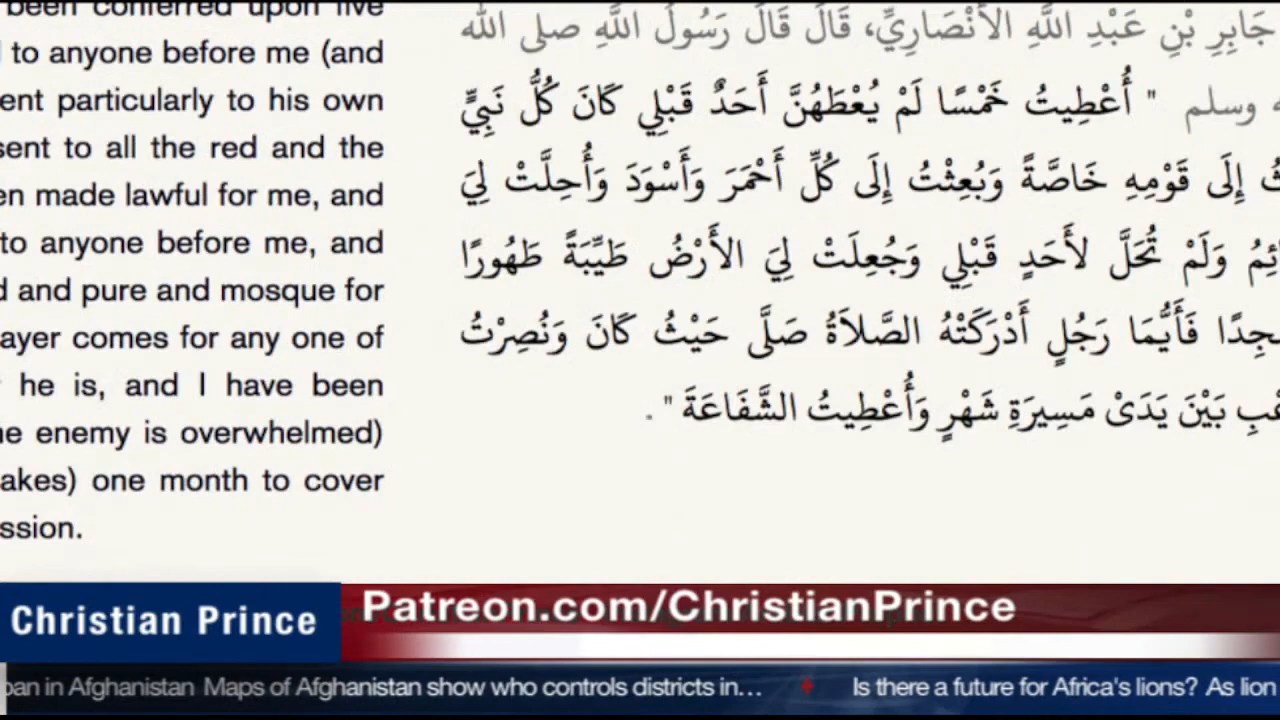 been conferred upon five
to anyone before me (and
ent particularly to his own
sent to all the red and the
en made lawful for me, and
to anyone before me, and
d and pure and mosque for
ayer comes for any one of
he is, and I have been
ne enemy is overwhelmed)
akes) one month to cover
ssion.
جَابِرِ بْنِ عَبْدِ اللَّهِ الأَنْصَارِيِّ، قَالَ قَالَ رَسُولُ اللَّهِ صلى الله
ه وسلم " أُعْطِيتُ خَمْسًا لَمْ يُعْطَهُنَّ أَحَدٌ قَبْلِي كَانَ كُلُّ نَبِيٍّ
ثُ إِلَى قَوْمِهِ خَاصَّةً وَبُعِثْتُ إِلَى كُلِّ أَحْمَرَ وَأَسْوَدَ وَأُحِلَّتْ لِيَ
ائِمُ وَلَمْ تُحَلَّ لأَحَدٍ قَبْلِي وَجُعِلَتْ لِيَ الأَرْضُ طَيِّبَةً طَهُورًا
جِدًا فَأَيُّمَا رَجُلٍ أَدْرَكَتْهُ الصَّلاَةُ صَلَّى حَيْثُ كَانَ وَنُصِرْتُ
عْبِ بَيْنَ يَدَىْ مَسِيرَةِ شَهْرٍ وَأُعْطِيتُ الشَّفَاعَةَ " .
Christian Prince
Patreon.com/ChristianPrince
ban in Afghanistan Maps of Afghanistan show who controls districts in... Is there a future for Africa's lions? As lion